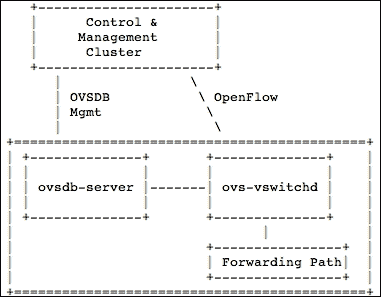 Control &
Management
Cluster
OVSDB
Mgmt
OpenFlow
ovsdb-server
ovs-vswitchd
Forwarding Path